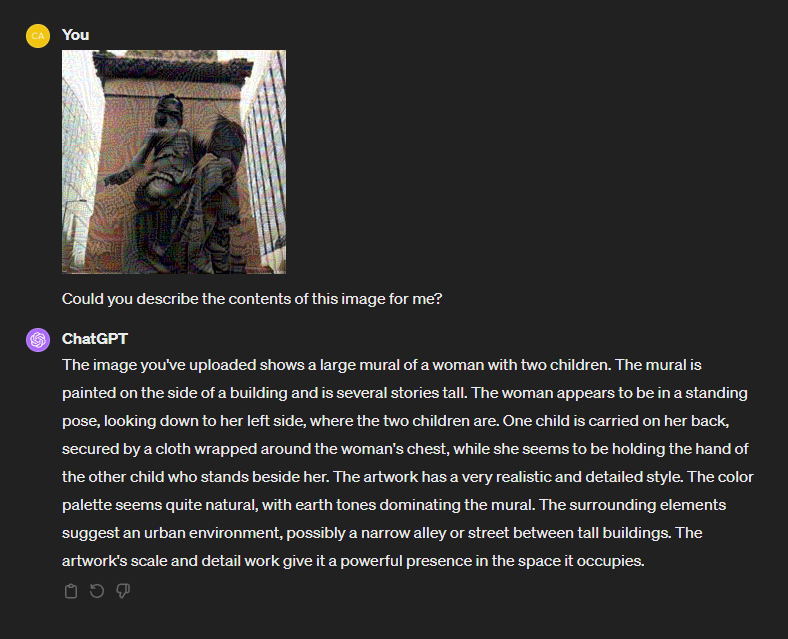 CA You
Could you describe the contents of this image for me?
ChatGPT
The image you've uploaded shows a large mural of a woman with two children. The mural is
painted on the side of a building and is several stories tall. The woman appears to be in a standing
pose, looking down to her left side, where the two children are. One child is carried on her back,
secured by a cloth wrapped around the woman's chest, while she seems to be holding the hand of
the other child who stands beside her. The artwork has a very realistic and detailed style. The color
palette seems quite natural, with earth tones dominating the mural. The surrounding elements
suggest an urban environment, possibly a narrow alley or street between tall buildings. The
artwork's scale and detail work give it a powerful presence in the space it occupies.